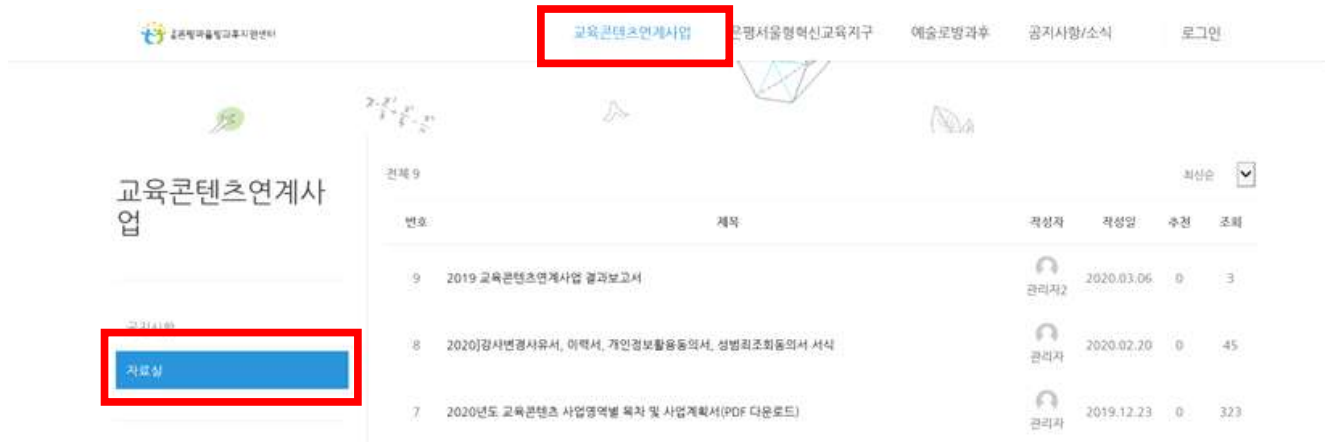 교육콘텐츠연계사업 은평서울형혁신교육지구 예술로방과후 공지사항/소식 로그인
교육콘텐츠연계사
업
전체 9 최신순
번호 제목 작성자 작성일 추천 조회
9 2019 교육콘텐츠연계사업 결과보고서 관리자2 2020.03.06 0 3
8 2020]강사변경사유서, 이력서, 개인정보활용동의서, 성범죄조회동의서 서식 관리자 2020.02.20 0 45
7 2020년도 교육콘텐츠 사업영역별 목차 및 사업계획서(PDF 다운로드) 관리자 2019.12.23 0 323
공지사항
자료실